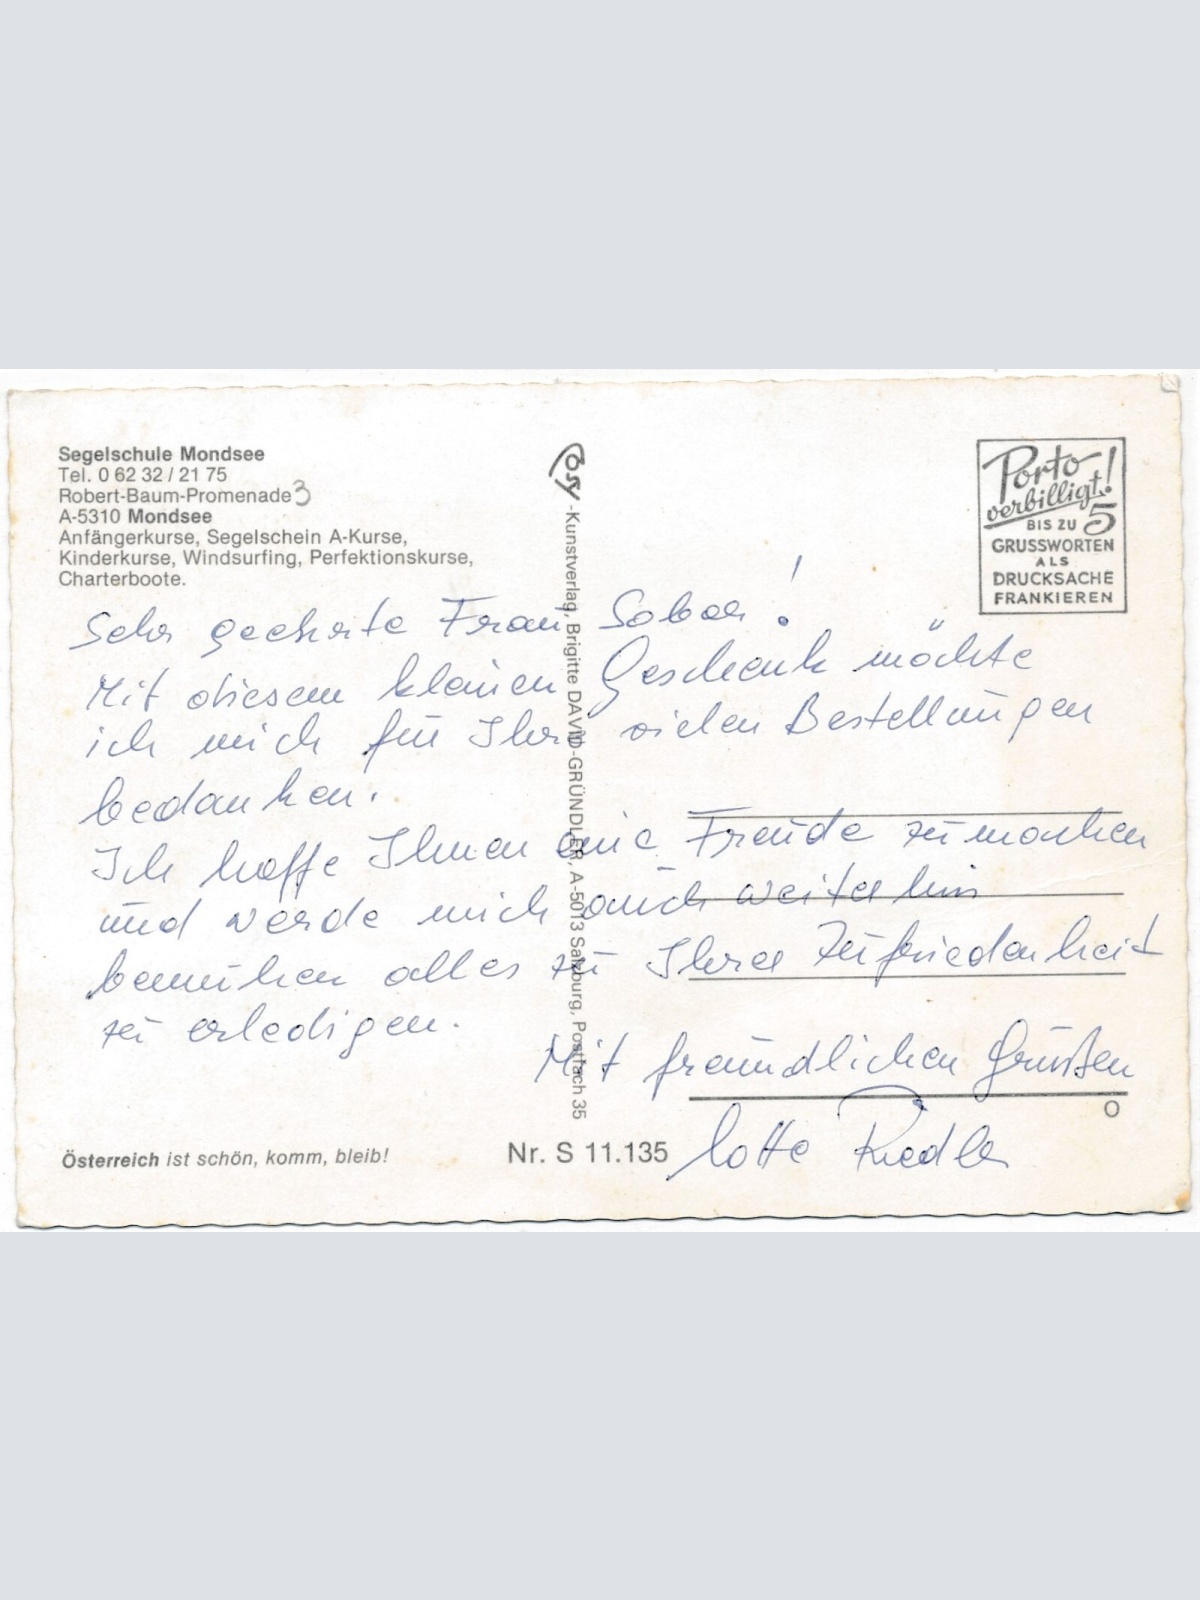 Segelschule Mondsee
Tel. 0 62 32 / 21 75
Robert-Baum-Promenade 3
A-5310 Mondsee
Anfängerkurse, Segelschein A-Kurse,
Kinderkurse, Windsurfing, Perfektionskurse,
Charterboote.
Porto
verbilligt!
BIS ZU 5
GRUSSWORTEN
ALS
DRUCKSACHE
FRANKIEREN
Cosy-Kunstverlag, Brigitte DAVID-GRÜNDLER, A-5013 Salzburg, Postfach 35
Sehr geehrte Frau !
Mit diesem kleinen Geschenk möchte
ich mich für Ihre vielen Bestellungen
bedanken.
Ich hoffe Ihnen eine Freude zu machen
und werde mich auch weiterhin
bemühen alles zu Ihrer Zufriedenheit
zu erledigen.
Mit freundlichen Grüßen
Lotte
O
Österreich ist schön, komm, bleib!
Nr. S 11.135